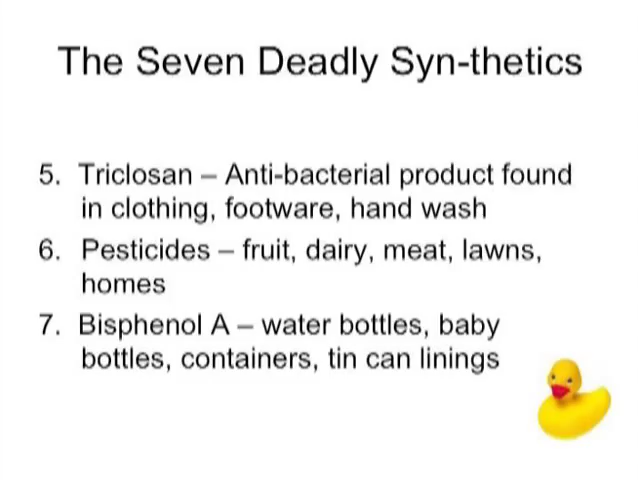 The Seven Deadly Syn-thetics
5. Triclosan – Anti-bacterial product found
in clothing, footware, hand wash
6. Pesticides – fruit, dairy, meat, lawns,
homes
7. Bisphenol A – water bottles, baby
bottles, containers, tin can linings